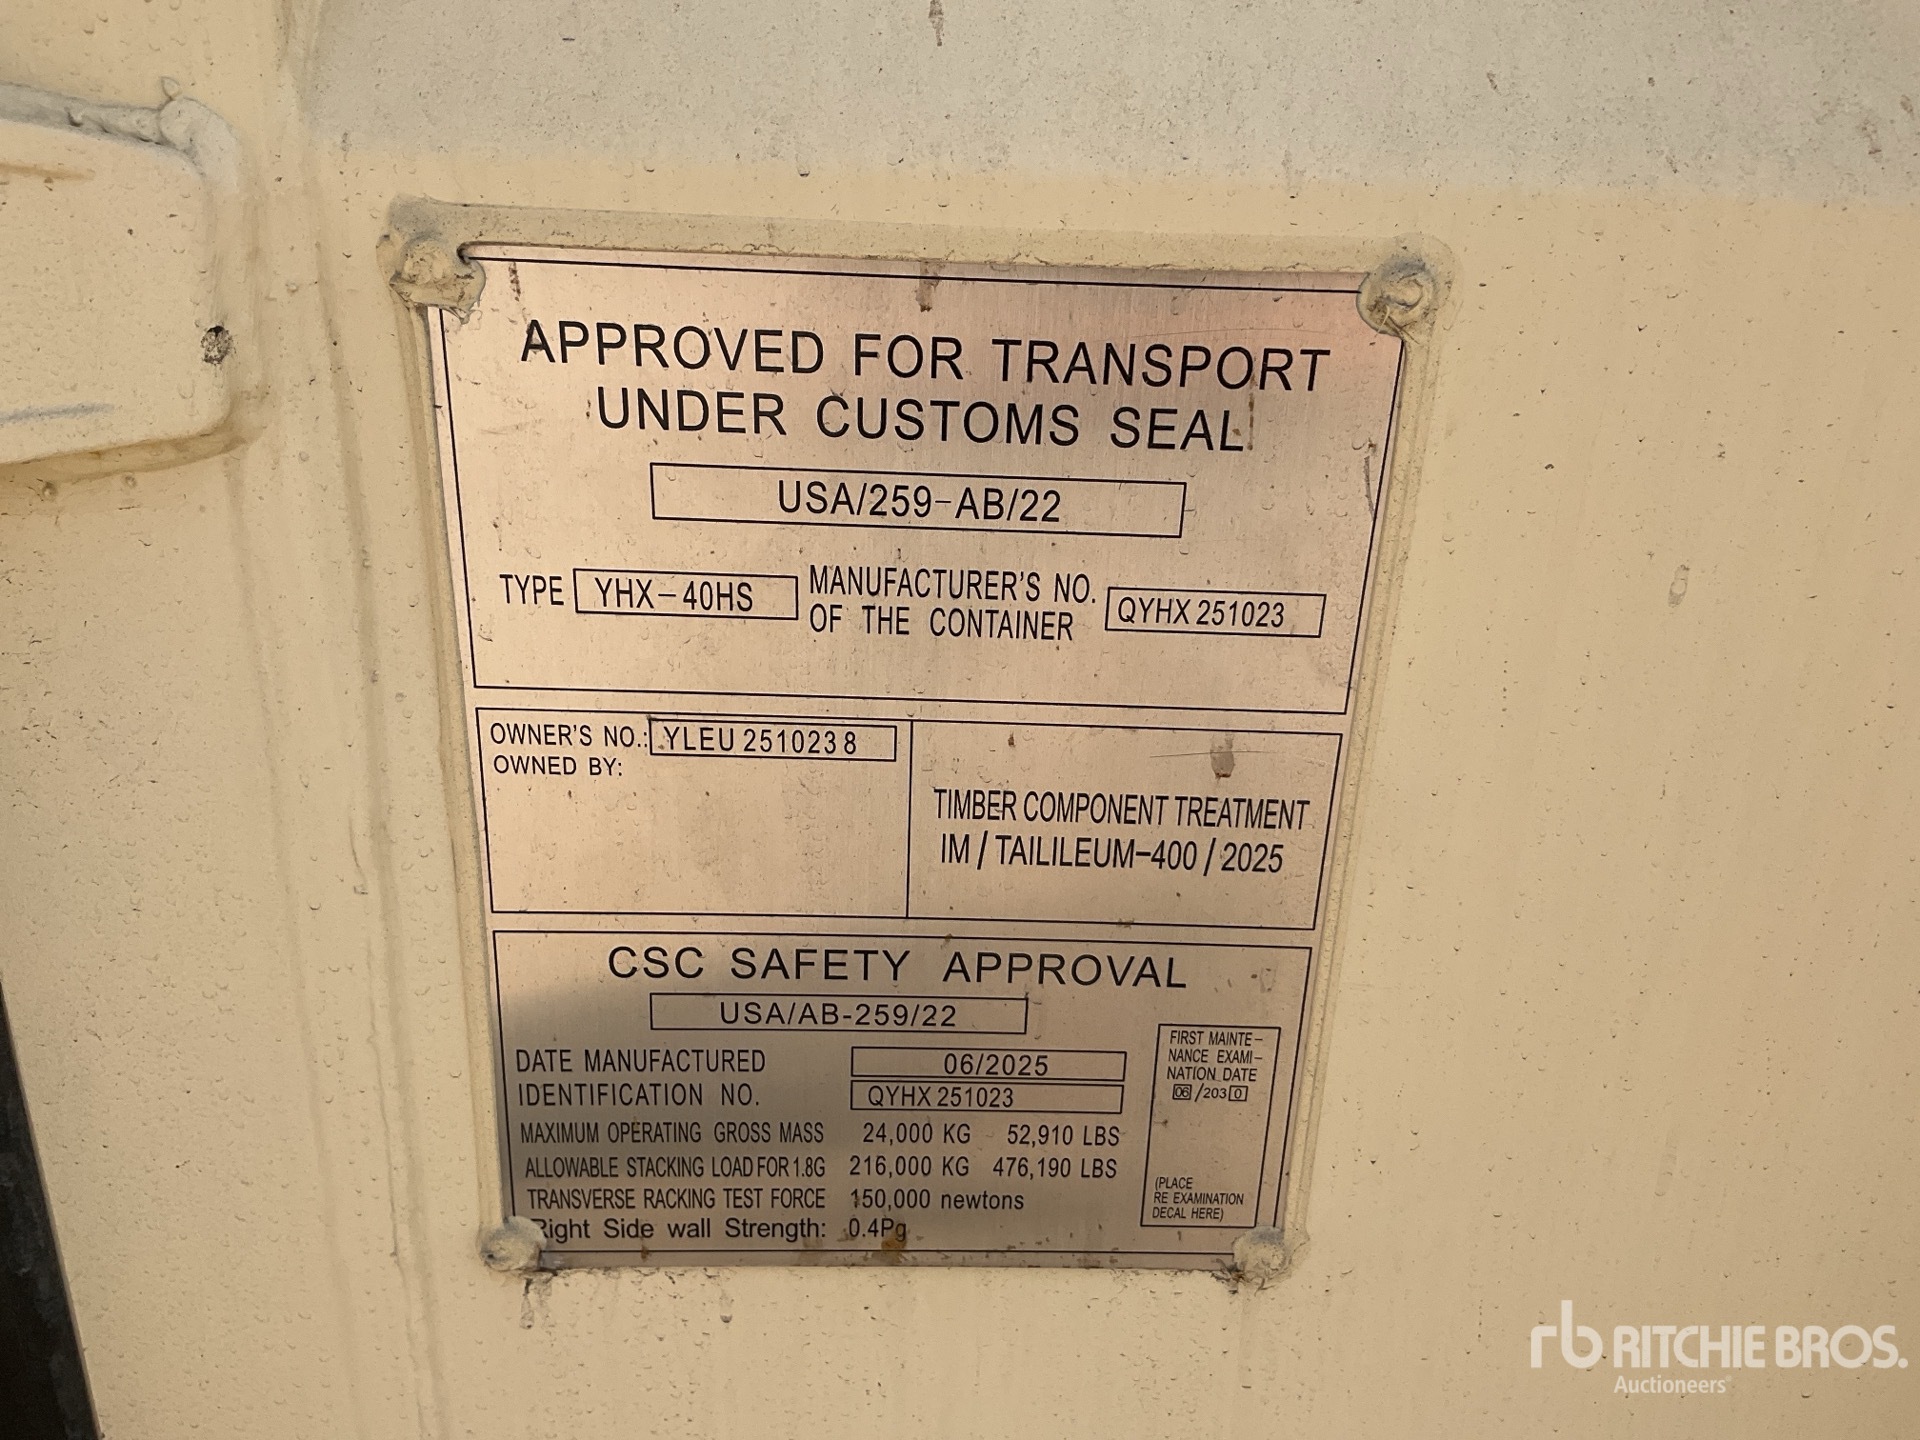 APPROVED FOR TRANSPORT
UNDER CUSTOMS SEAL
USA/259-AB/22
TYPE YHX-40HS MANUFACTURER'S NO. OF THE CONTAINER QYHX 251023
OWNER'S NO.: YLEU 251023 8
OWNED BY:
TIMBER COMPONENT TREATMENT
IM / TAILILEUM-400 / 2025
CSC SAFETY APPROVAL
USA/AB-259/22
DATE MANUFACTURED 06/2025
IDENTIFICATION NO. QYHX 251023
MAXIMUM OPERATING GROSS MASS 24,000 KG 52,910 LBS
ALLOWABLE STACKING LOAD FOR 1.8G 216,000 KG 476,190 LBS
TRANSVERSE RACKING TEST FORCE 150,000 newtons
Right Side wall Strength: 0.4Pg
FIRST MAINTE-
NANCE EXAMI-
NATION DATE
06/2030
(PLACE
RE EXAMINATION
DECAL HERE)
rb RITCHIE BROS.
Auctioneers